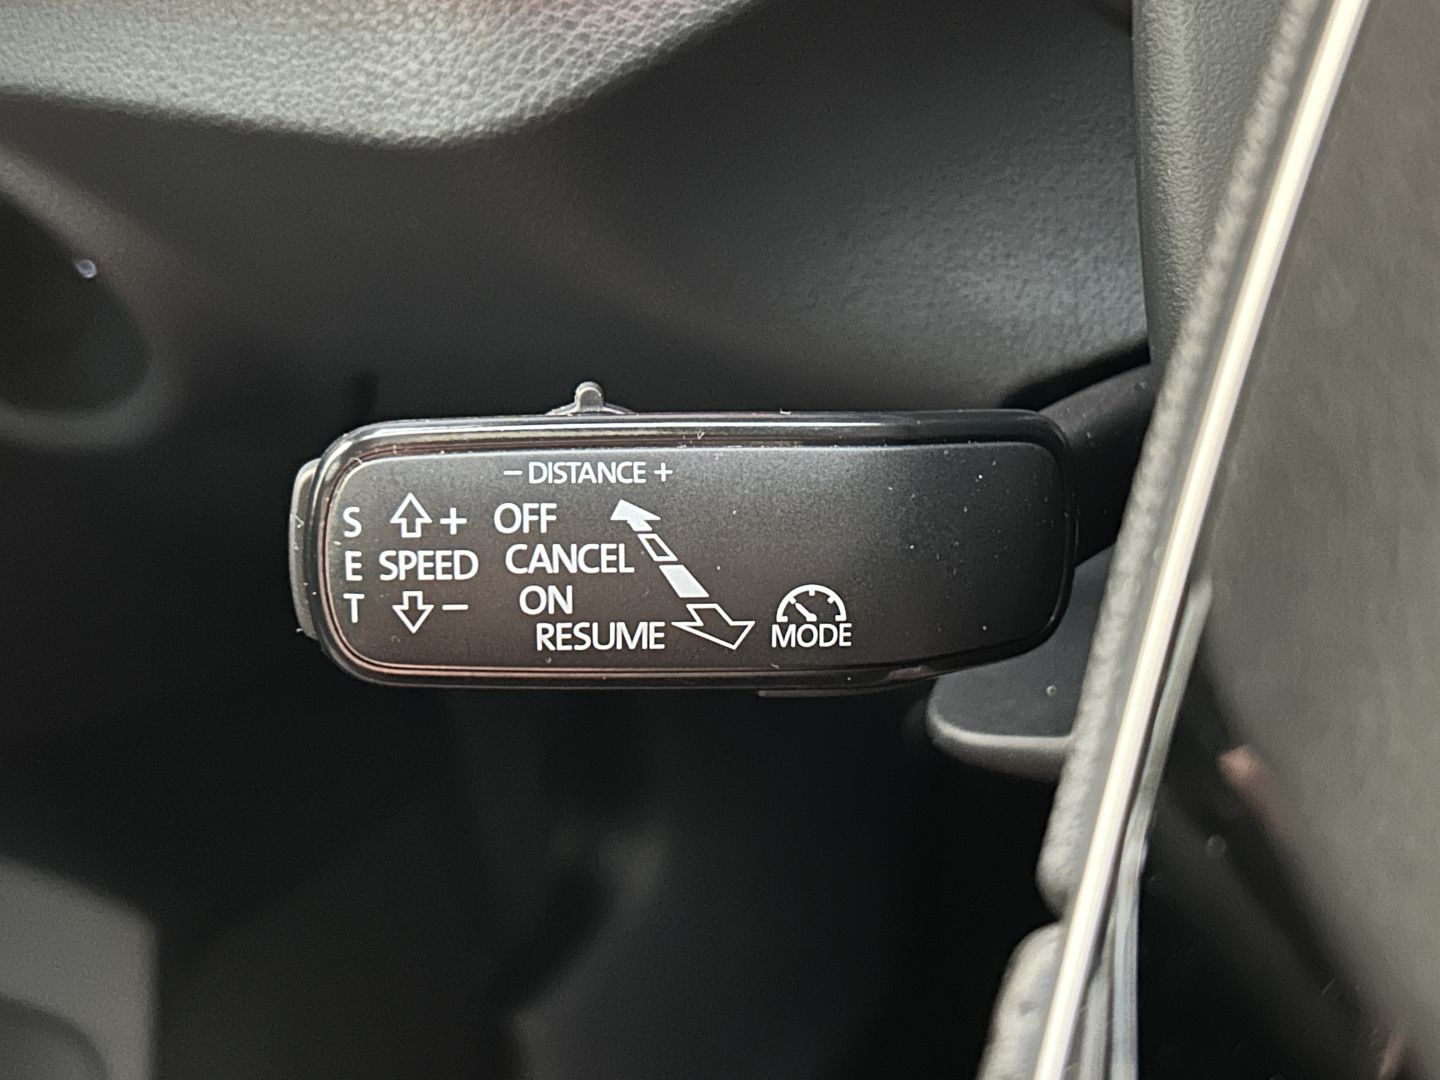 – DISTANCE +
S + OFF
E SPEED CANCEL
T – ON
RESUME MODE